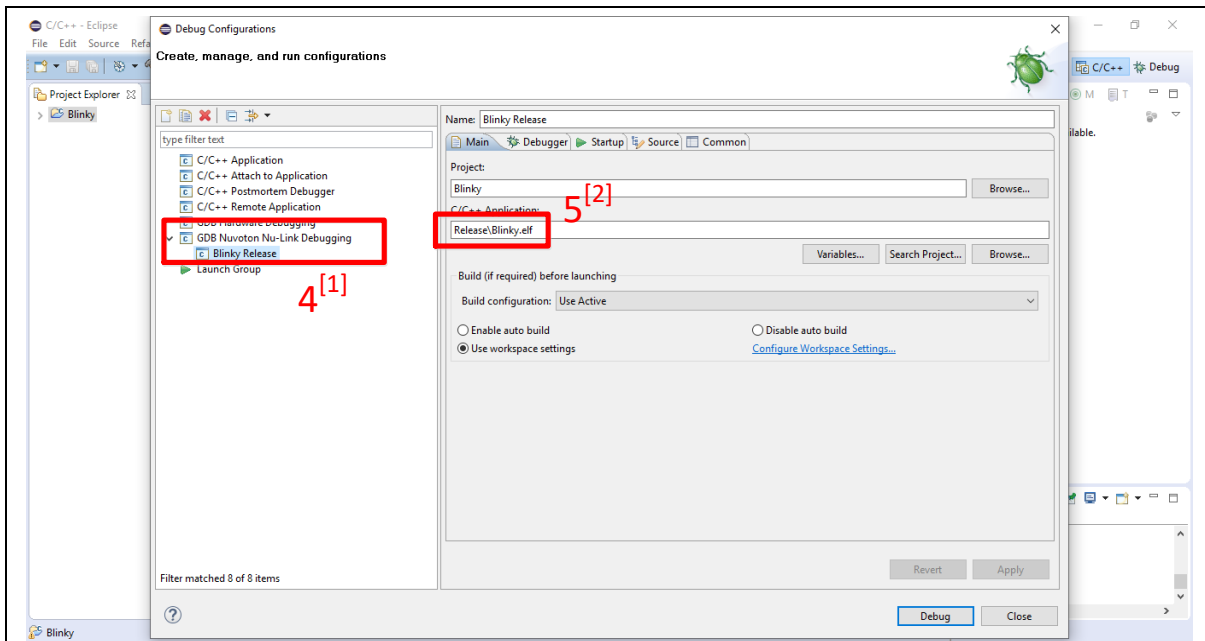 C/C++ - Eclipse
File Edit Source Refa
Project Explorer
Blinky
Debug Configurations
Create, manage, and run configurations
type filter text
C/C++ Application
C/C++ Attach to Application
C/C++ Postmortem Debugger
C/C++ Remote Application
GDB Hardware Debugging
GDB Nuvoton Nu-Link Debugging
Blinky Release
Launch Group
4[1]
Filter matched 8 of 8 items
Name: Blinky Release
Main Debugger Startup Source Common
Project:
Blinky
Browse...
5[2]
C/C++ Application:
Release\Blinky.elf
Variables... Search Project... Browse...
Build (if required) before launching
Build configuration: Use Active
Enable auto build Disable auto build
Use workspace settings Configure Workspace Settings...
Revert Apply
Debug Close
C/C++ Debug
M T
ilable.
Blinky